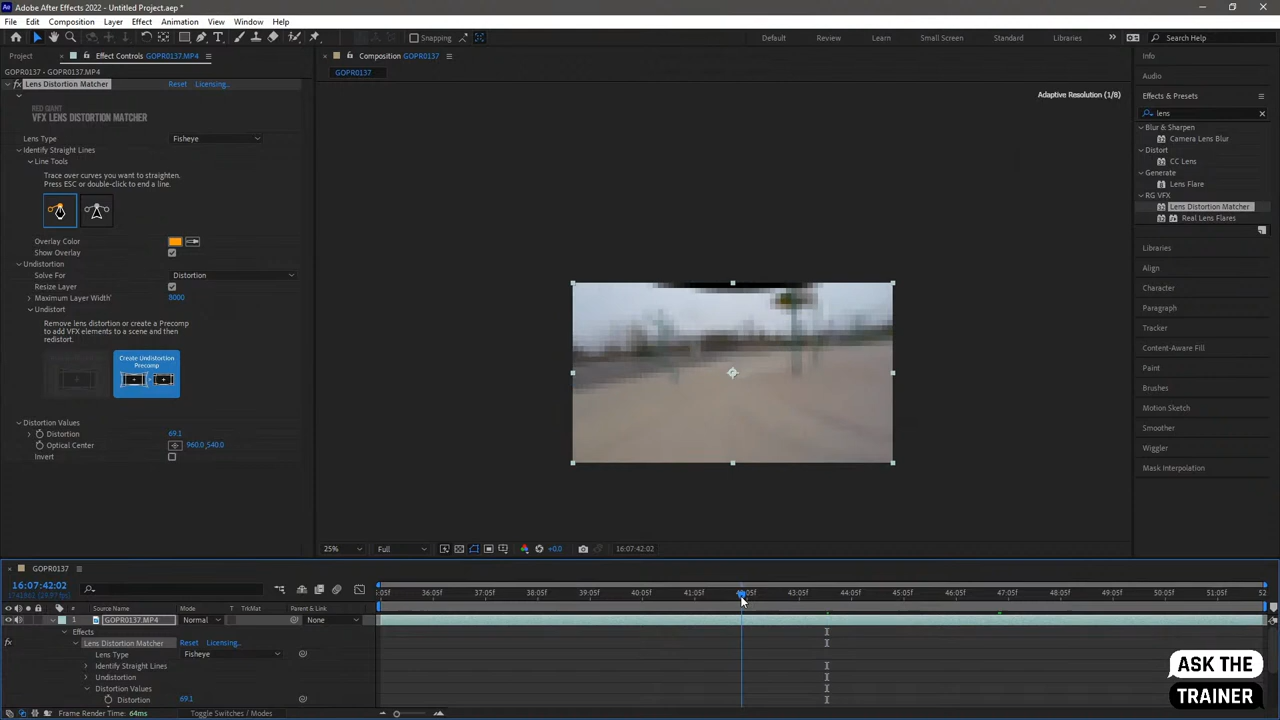 Adobe After Effects 2022 - Untitled Project.aep *
File Edit Composition Layer Effect Animation View Window Help
Snapping
Default Review Learn Small Screen Standard Libraries
Search Help
Project Effect Controls GOPR0137.MP4
Composition GOPR0137
Info
GOPR0137 - GOPR0137.MP4
GOPR0137
Audio
Lens Distortion Matcher Reset Licensing...
Adaptive Resolution (1/8)
Effects & Presets
RED GIANT
VFX LENS DISTORTION MATCHER
lens
Blur & Sharpen
Camera Lens Blur
Distort
CC Lens
Generate
Lens Flare
RG VFX
Lens Distortion Matcher
Real Lens Flares
Lens Type Fisheye
Identify Straight Lines
Line Tools
Trace over curves you want to straighten.
Press ESC or double-click to end a line.
Overlay Color
Show Overlay
Undistortion
Solve For Distortion
Resize Layer
Maximum Layer Width' 8000
Undistort
Remove lens distortion or create a Precomp
to add VFX elements to a scene and then
redistort.
Create Undistortion
Precomp
Distortion Values
Distortion 69.1
Optical Center 960.0,540.0
Invert
Libraries
Align
Character
Paragraph
Tracker
Content-Aware Fill
Paint
Brushes
Motion Sketch
Smoother
Wiggler
Mask Interpolation
25% Full +0.0 16:07:42:02
GOPR0137
16:07:42:02
:05f 36:05f 37:05f 38:05f 39:05f 40:05f 41:05f 43:05f 44:05f 45:05f 46:05f 47:05f 48:05f 49:05f 50:05f 51:05f 52
# Source Name Mode T TrkMat Parent & Link
1 GOPR0137.MP4 Normal None
Effects
fx Lens Distortion Matcher Reset Licensing...
Lens Type Fisheye
Identify Straight Lines
Undistortion
Distortion Values
Distortion 69.1
Frame Render Time: 64ms Toggle Switches / Modes
ASK THE
TRAINER